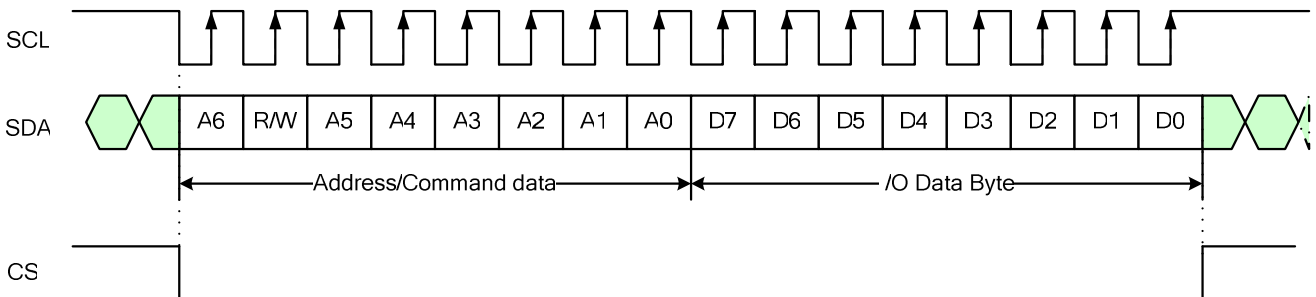 SCL
SDA A6 R/W A5 A4 A3 A2 A1 A0 D7 D6 D5 D4 D3 D2 D1 D0
Address/Command data /O Data Byte
CS